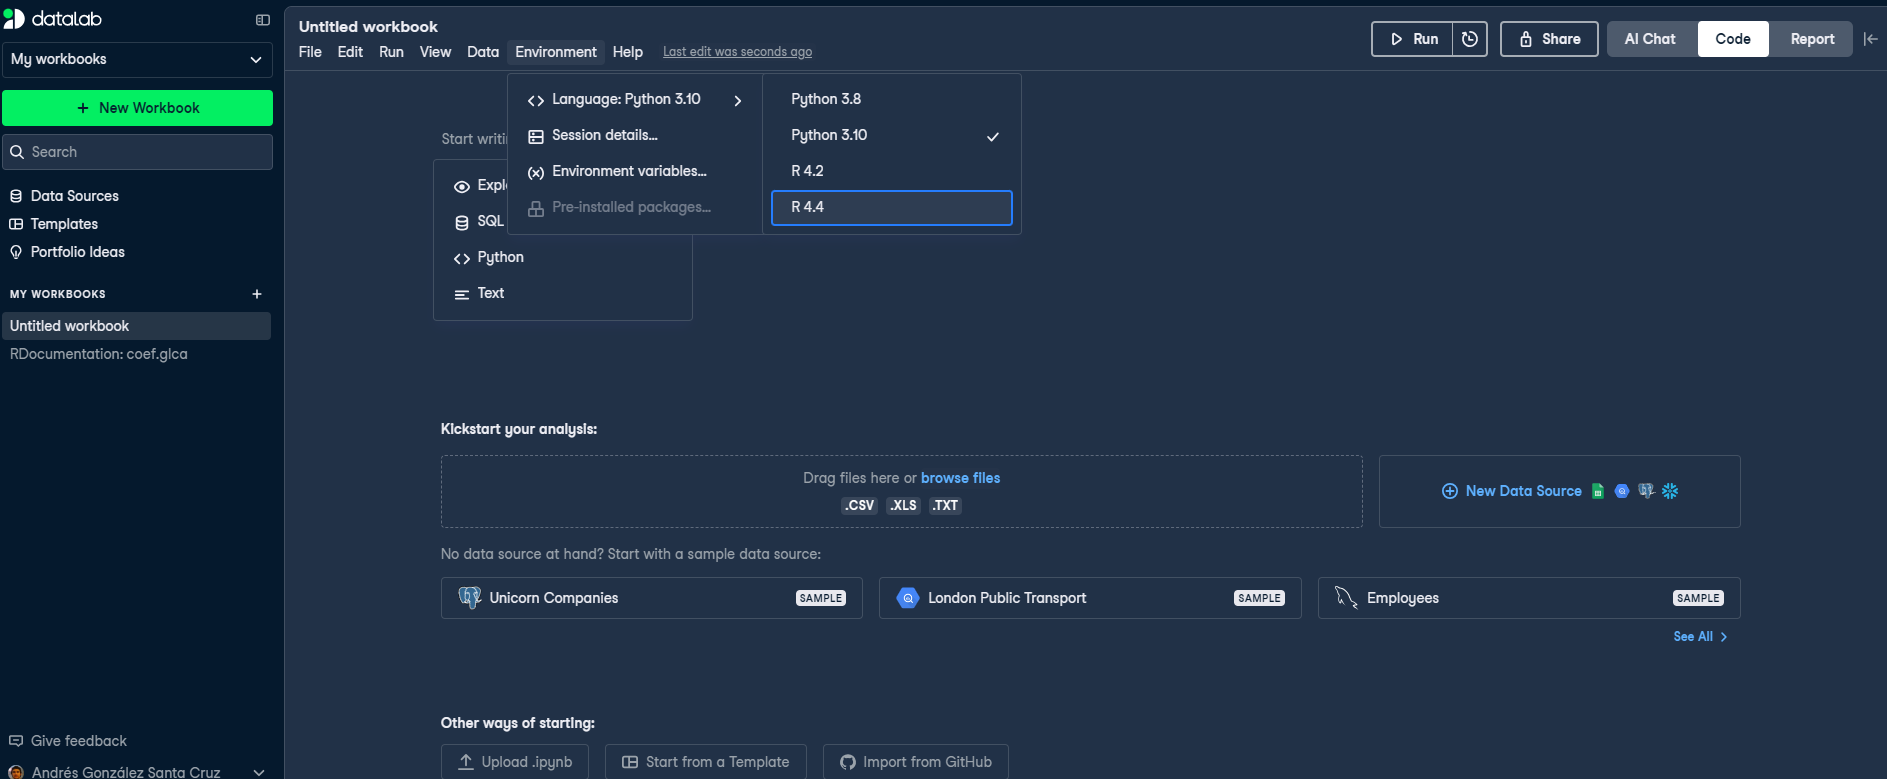 datalab
My workbooks
New Workbook
Search
Data Sources
Templates
Portfolio Ideas
MY WORKBOOKS
Untitled workbook
RDocumentation: coef.glca
Give feedback
Andrés González Santa Cruz
Untitled workbook
File Edit Run View Data Environment Help Last edit was seconds ago
Run
Share
AI Chat
Code
Report
Language: Python 3.10
Session details...
Environment variables...
Pre-installed packages...
Python 3.8
Python 3.10
R 4.2
R 4.4
Start
SQL
Python
Text
Kickstart your analysis:
Drag files here or browse files
.CSV .XLS .TXT
New Data Source
No data source at hand? Start with a sample data source:
Unicorn Companies SAMPLE
London Public Transport SAMPLE
Employees SAMPLE
See All
Other ways of starting:
Upload .ipynb
Start from a Template
Import from GitHub